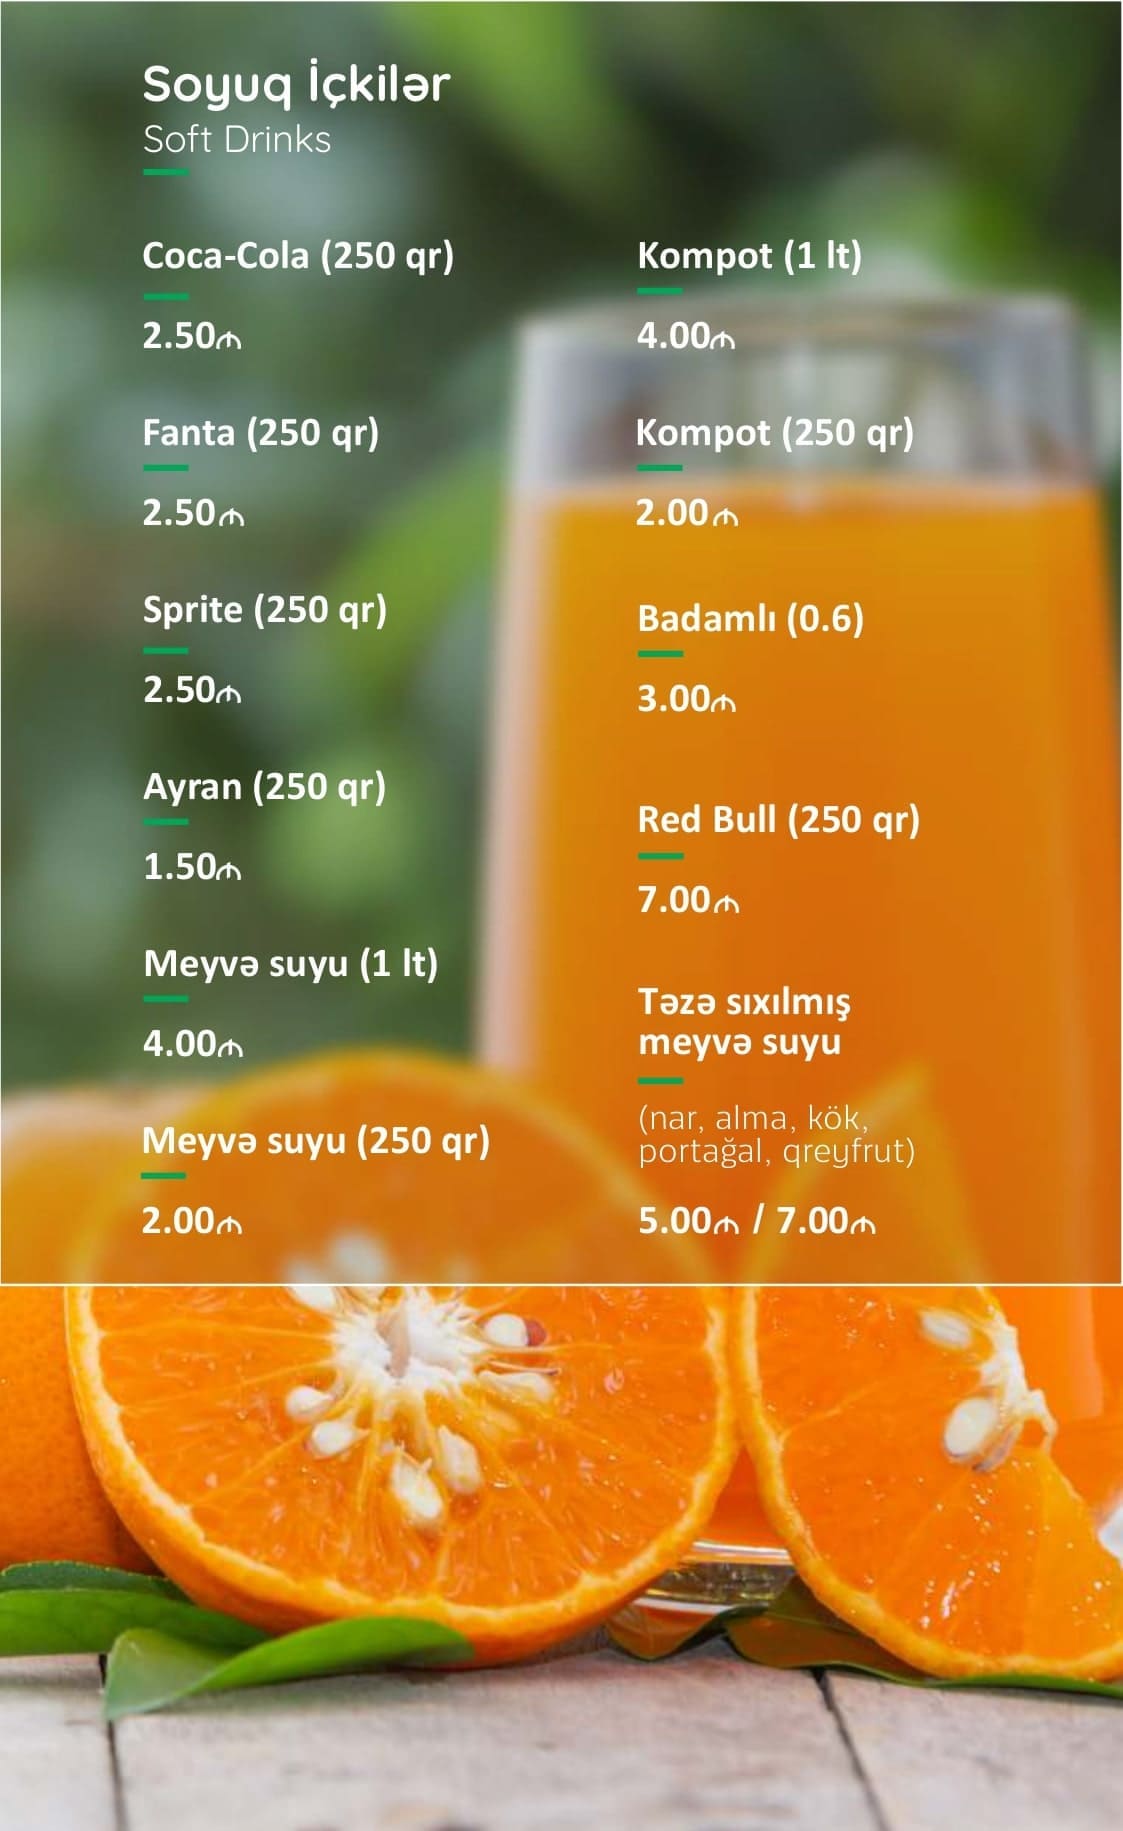 Soyuq İçkilər
Soft Drinks
Coca-Cola (250 qr)
2.50₼
Fanta (250 qr)
2.50₼
Sprite (250 qr)
2.50₼
Ayran (250 qr)
1.50₼
Meyvə suyu (1 lt)
4.00₼
Meyvə suyu (250 qr)
2.00₼
Kompot (1 lt)
4.00₼
Kompot (250 qr)
2.00₼
Badamlı (0.6)
3.00₼
Red Bull (250 qr)
7.00₼
Təzə sıxılmış
meyvə suyu
(nar, alma, kök,
portağal, qreyfrut)
5.00₼ / 7.00₼